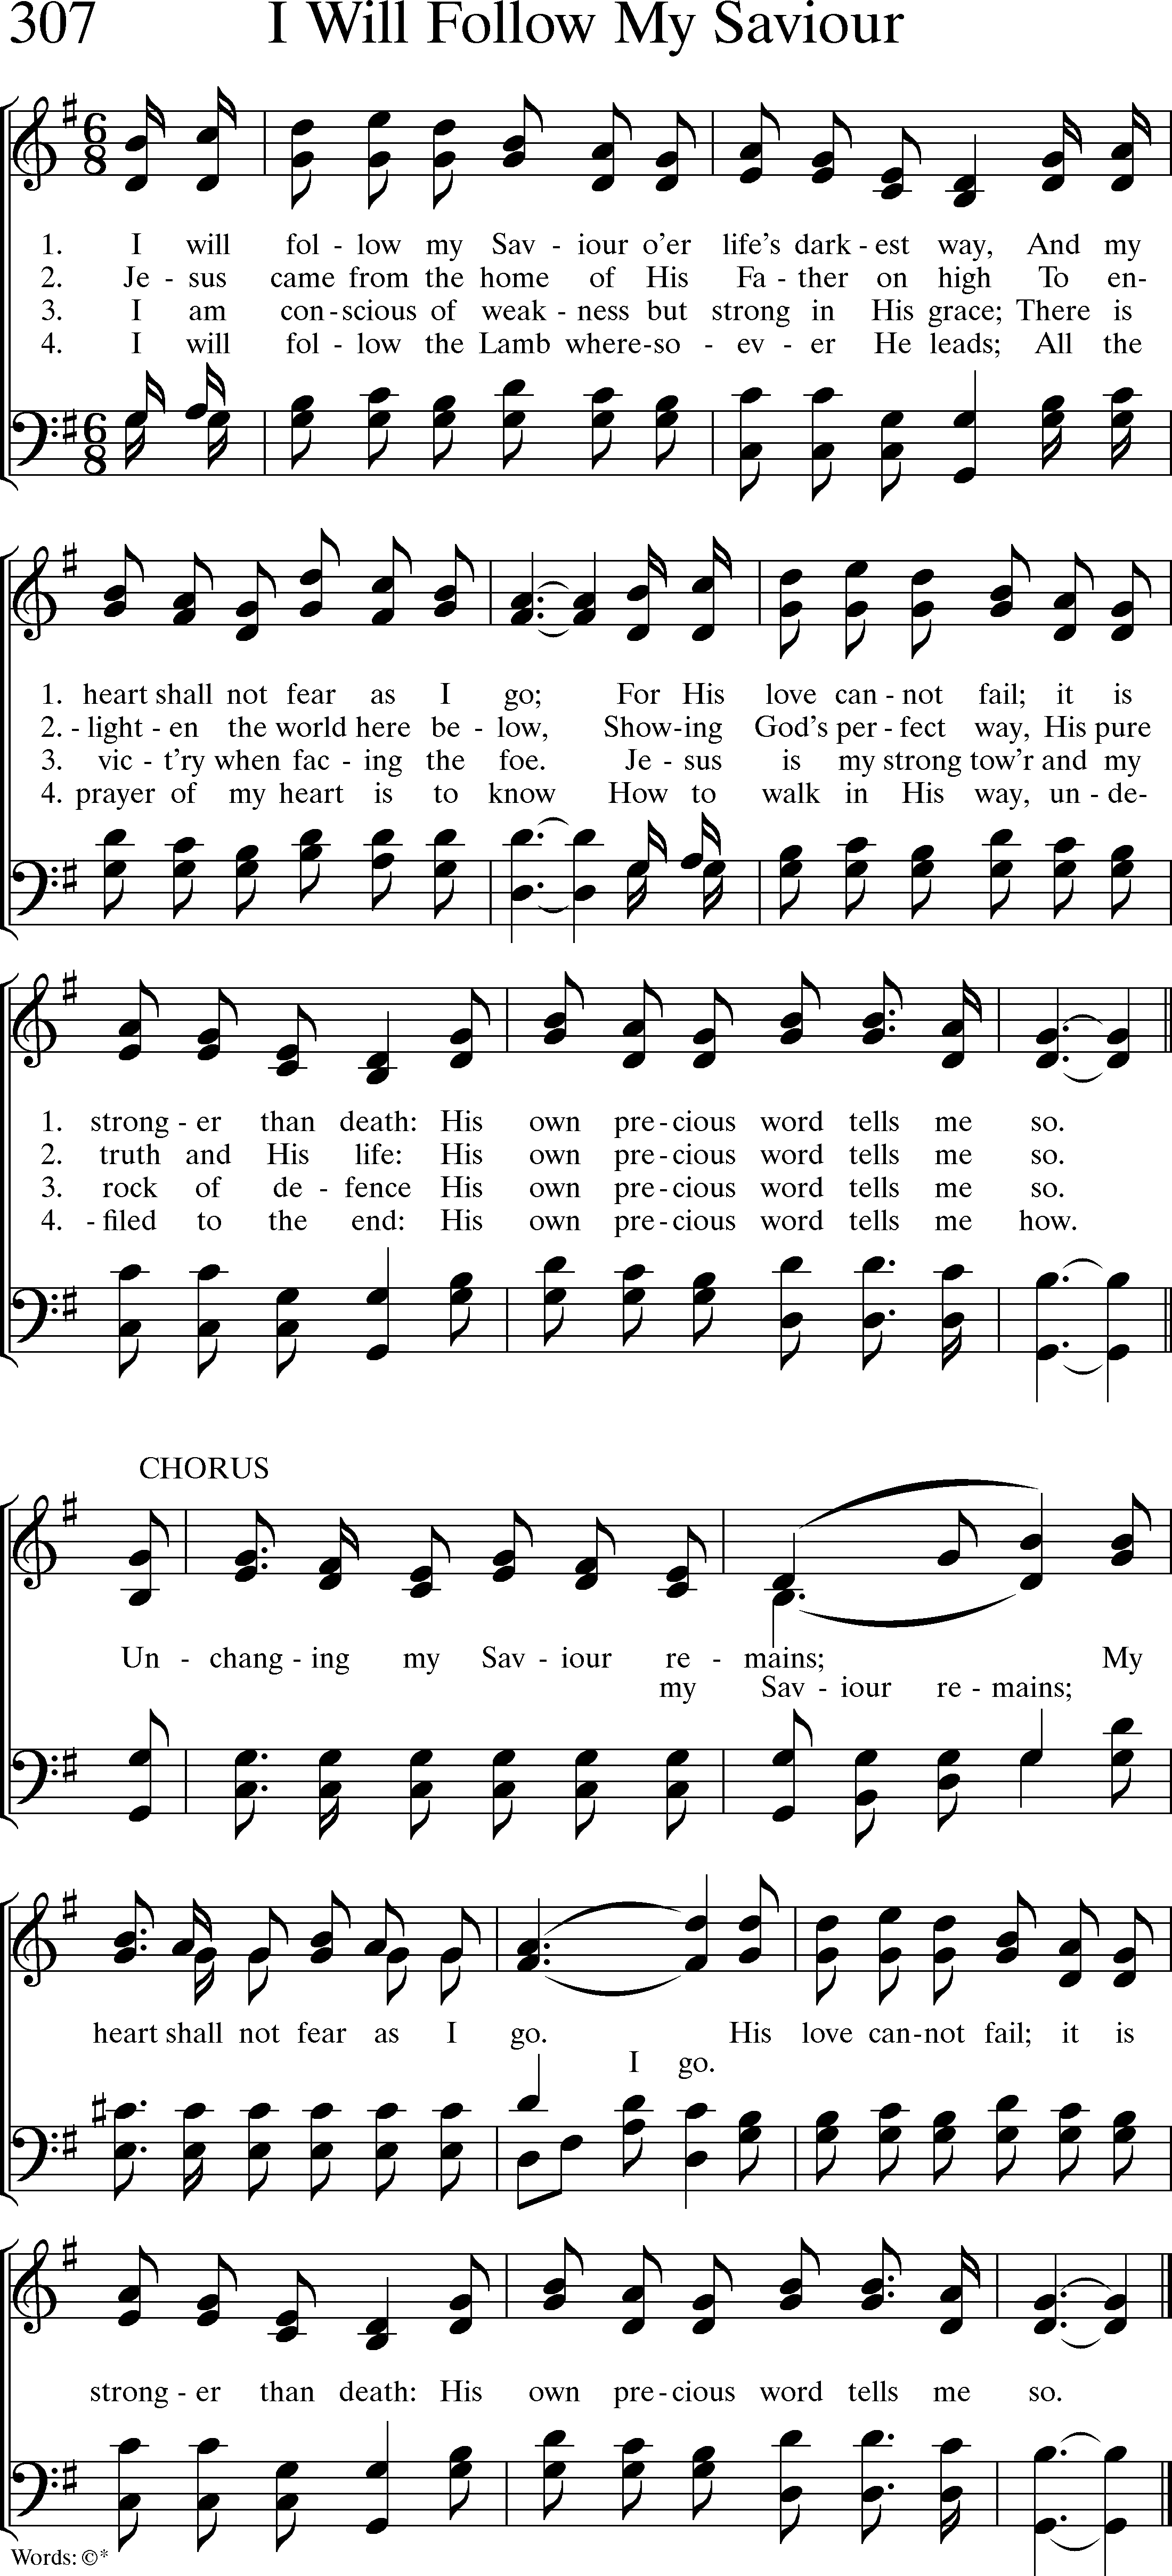 307 I Will Follow My Saviour
6 8
1. I will fol - low my Sav - iour o'er life's dark - est way, And my
2. Je - sus came from the home of His Fa - ther on high To en-
3. I am con - scious of weak - ness but strong in His grace; There is
4. I will fol - low the Lamb where - so - ev - er He leads; All the
6 8
1. heart shall not fear as I go; For His love can - not fail; it is
2. - light - en the world here be - low, Show - ing God's per - fect way, His pure
3. vic - t'ry when fac - ing the foe. Je - sus is my strong tow'r and my
4. prayer of my heart is to know How to walk in His way, un - de-
1. strong - er than death: His own pre - cious word tells me so.
2. truth and His life: His own pre - cious word tells me so.
3. rock of de - fence His own pre - cious word tells me so.
4. - filed to the end: His own pre - cious word tells me how.
CHORUS
Un - chang - ing my Sav - iour re - mains; My
my Sav - iour re - mains;
heart shall not fear as I go. His love can - not fail; it is
I go.
strong - er than death: His own pre - cious word tells me so.
Words: ©*